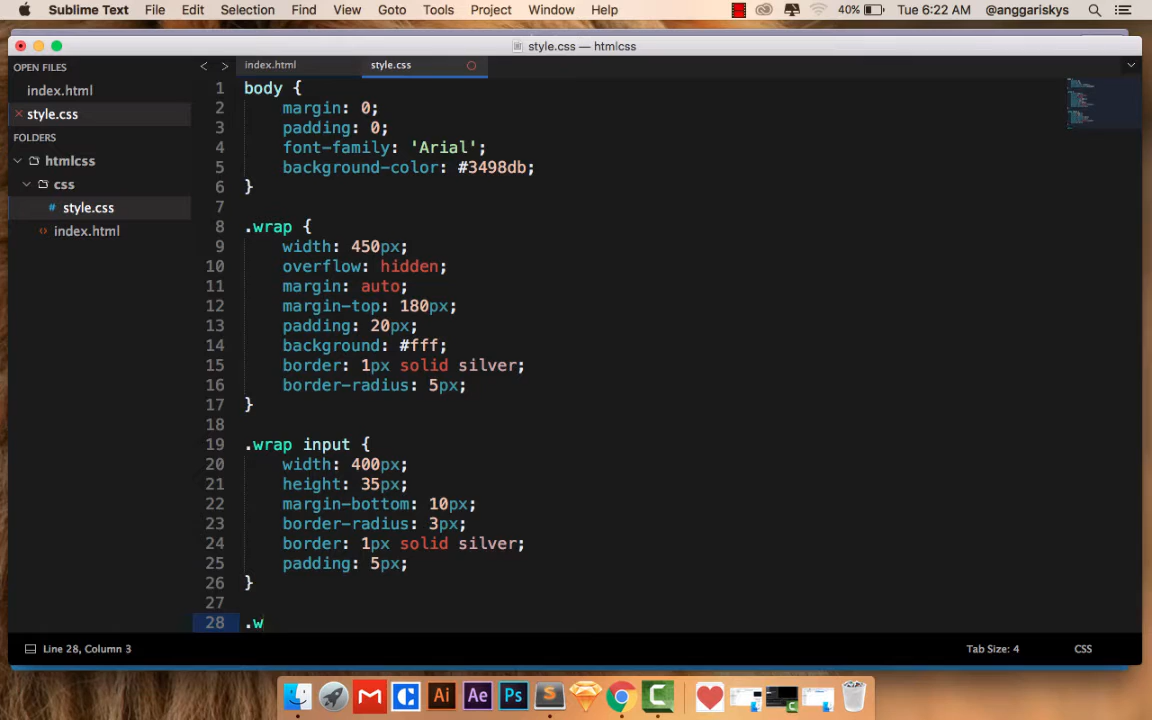 Sublime Text File Edit Selection Find View Goto Tools Project Window Help 40% Tue 6:22 AM @anggariskys
style.css — htmlcss
OPEN FILES
index.html
style.css
FOLDERS
htmlcss
css
# style.css
index.html
index.html style.css
1 body {
2 margin: 0;
3 padding: 0;
4 font-family: 'Arial';
5 background-color: #3498db;
6 }
7
8 .wrap {
9 width: 450px;
10 overflow: hidden;
11 margin: auto;
12 margin-top: 180px;
13 padding: 20px;
14 background: #fff;
15 border: 1px solid silver;
16 border-radius: 5px;
17 }
18
19 .wrap input {
20 width: 400px;
21 height: 35px;
22 margin-bottom: 10px;
23 border-radius: 3px;
24 border: 1px solid silver;
25 padding: 5px;
26 }
27
28 .w
Line 28, Column 3 Tab Size: 4 CSS
Ai Ae Ps S C